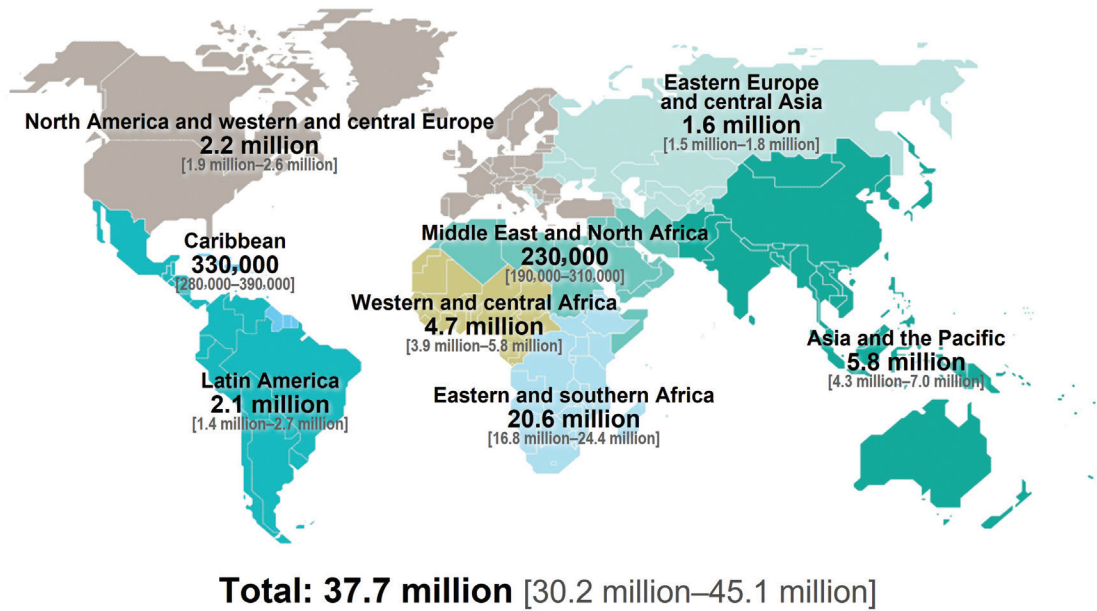 Eastern Europe
and central Asia
1.6 million
[1.5 million–1.8 million]
North America and western and central Europe
2.2 million
[1.9 million–2.6 million]
Middle East and North Africa
230,000
[190,000–310,000]
Caribbean
330,000
[280,000–390,000]
Western and central Africa
4.7 million
[3.9 million–5.8 million]
Asia and the Pacific
5.8 million
[4.3 million–7.0 million]
Latin America
2.1 million
[1.4 million–2.7 million]
Eastern and southern Africa
20.6 million
[16.8 million–24.4 million]
Total: 37.7 million [30.2 million–45.1 million]